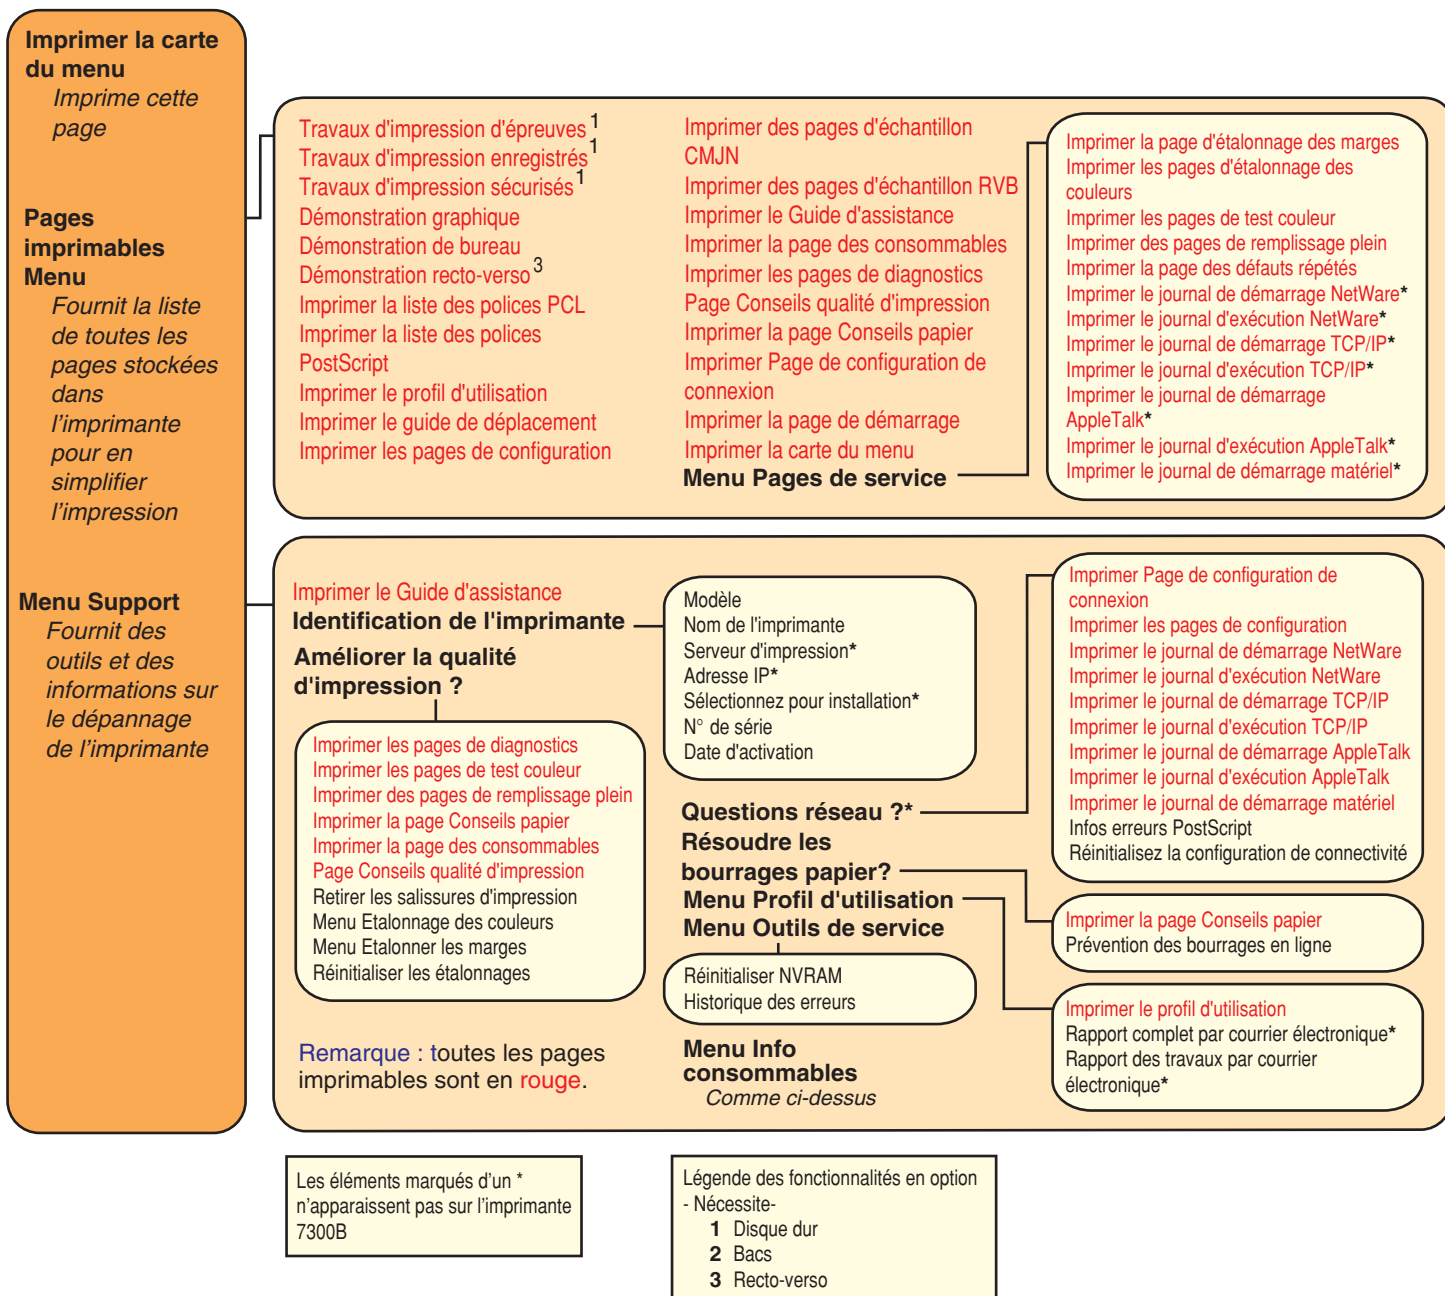 Imprimer la carte
du menu
Imprime cette
page
Pages
imprimables
Menu
Fournit la liste
de toutes les
pages stockées
dans
l'imprimante
pour en
simplifier
l'impression
Menu Support
Fournit des
outils et des
informations sur
le dépannage
de l'imprimante
Travaux d'impression d'épreuves 1
Travaux d'impression enregistrés 1
Travaux d'impression sécurisés 1
Démonstration graphique
Démonstration de bureau
Démonstration recto-verso 3
Imprimer la liste des polices PCL
Imprimer la liste des polices
PostScript
Imprimer le profil d'utilisation
Imprimer le guide de déplacement
Imprimer les pages de configuration
Imprimer des pages d'échantillon
CMJN
Imprimer des pages d'échantillon RVB
Imprimer le Guide d'assistance
Imprimer la page des consommables
Imprimer les pages de diagnostics
Page Conseils qualité d'impression
Imprimer la page Conseils papier
Imprimer Page de configuration de
connexion
Imprimer la page de démarrage
Imprimer la carte du menu
Menu Pages de service
Imprimer la page d'étalonnage des marges
Imprimer les pages d'étalonnage des
couleurs
Imprimer les pages de test couleur
Imprimer des pages de remplissage plein
Imprimer la page des défauts répétés
Imprimer le journal de démarrage NetWare*
Imprimer le journal d'exécution NetWare*
Imprimer le journal de démarrage TCP/IP*
Imprimer le journal d'exécution TCP/IP*
Imprimer le journal de démarrage
AppleTalk*
Imprimer le journal d'exécution AppleTalk*
Imprimer le journal de démarrage matériel*
Imprimer le Guide d'assistance
Identification de l'imprimante
Améliorer la qualité
d'impression ?
Imprimer les pages de diagnostics
Imprimer les pages de test couleur
Imprimer des pages de remplissage plein
Imprimer la page Conseils papier
Imprimer la page des consommables
Page Conseils qualité d'impression
Retirer les salissures d'impression
Menu Etalonnage des couleurs
Menu Etalonner les marges
Réinitialiser les étalonnages
Remarque : toutes les pages
imprimables sont en rouge.
Modèle
Nom de l'imprimante
Serveur d'impression*
Adresse IP*
Sélectionnez pour installation*
N° de série
Date d'activation
Questions réseau ?*
Résoudre les
bourrages papier?
Menu Profil d'utilisation
Menu Outils de service
Réinitialiser NVRAM
Historique des erreurs
Menu Info
consommables
Comme ci-dessus
Imprimer Page de configuration de
connexion
Imprimer les pages de configuration
Imprimer le journal de démarrage NetWare
Imprimer le journal d'exécution NetWare
Imprimer le journal de démarrage TCP/IP
Imprimer le journal d'exécution TCP/IP
Imprimer le journal de démarrage AppleTalk
Imprimer le journal d'exécution AppleTalk
Imprimer le journal de démarrage matériel
Infos erreurs PostScript
Réinitialisez la configuration de connectivité
Imprimer la page Conseils papier
Prévention des bourrages en ligne
Imprimer le profil d'utilisation
Rapport complet par courrier électronique*
Rapport des travaux par courrier
électronique*
Les éléments marqués d'un *
n'apparaissent pas sur l'imprimante
7300B
Légende des fonctionnalités en option
- Nécessite-
1 Disque dur
2 Bacs
3 Recto-verso